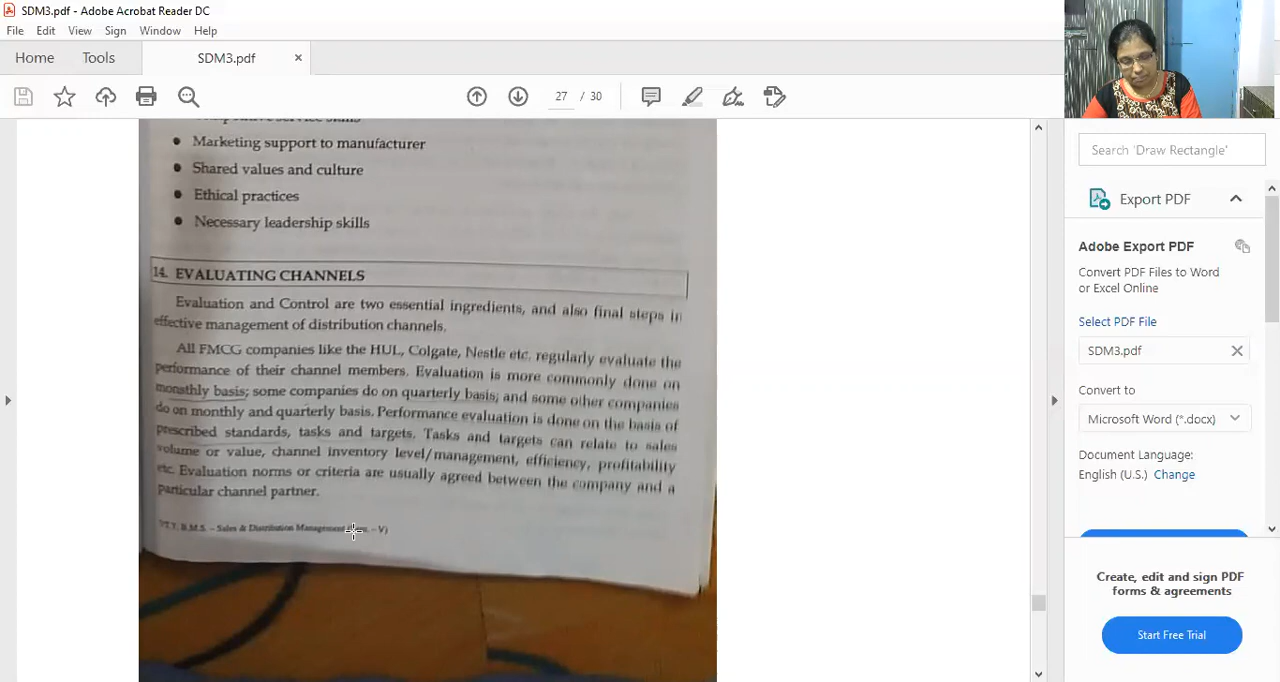 SDM3.pdf - Adobe Acrobat Reader DC
File Edit View Sign Window Help
Home Tools SDM3.pdf ×
27 / 30
Marketing support to manufacturer
Shared values and culture
Ethical practices
Necessary leadership skills
14. EVALUATING CHANNELS
Evaluation and Control are two essential ingredients, and also final steps in
effective management of distribution channels.
All FMCG companies like the HUL, Colgate, Nestle etc. regularly evaluate the
performance of their channel members. Evaluation is more commonly done on
monsthly basis; some companies do on quarterly basis; and some other companies
do on monthly and quarterly basis. Performance evaluation is done on the basis of
prescribed standards, tasks and targets. Tasks and targets can relate to sales
volume or value, channel inventory level/management, efficiency, profitability
etc. Evaluation norms or criteria are usually agreed between the company and a
particular channel partner.
B.M.S. – Sales & Distribution Management – V)
Search 'Draw Rectangle'
Export PDF
Adobe Export PDF
Convert PDF Files to Word
or Excel Online
Select PDF File
SDM3.pdf
Convert to
Microsoft Word (*.docx)
Document Language:
English (U.S.) Change
Create, edit and sign PDF
forms & agreements
Start Free Trial